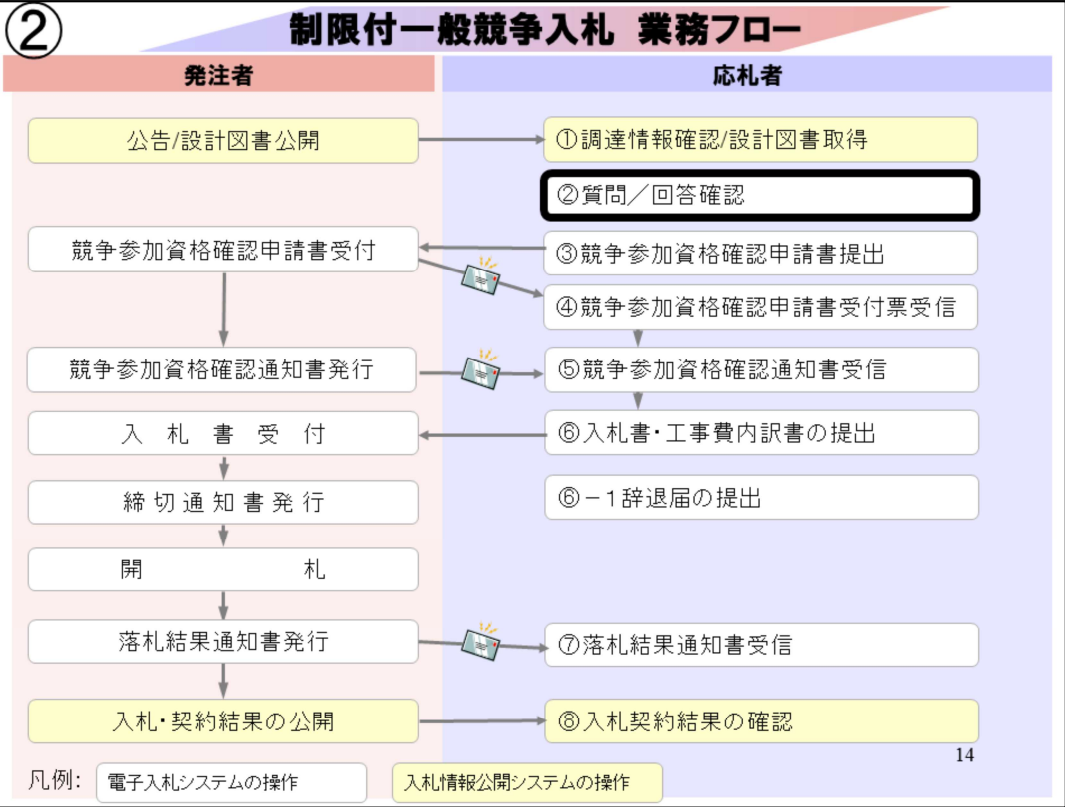 ②
制限付一般競争入札 業務フロー
発注者
応札者
公告/設計図書公開
①調達情報確認/設計図書取得
②質問／回答確認
競争参加資格確認申請書受付
③競争参加資格確認申請書提出
④競争参加資格確認申請書受付票受信
競争参加資格確認通知書発行
⑤競争参加資格確認通知書受信
入 札 書 受 付
⑥入札書・工事費内訳書の提出
締 切 通 知 書 発 行
⑥－1辞退届の提出
開 札
落札結果通知書発行
⑦落札結果通知書受信
入札・契約結果の公開
⑧入札契約結果の確認
14
凡例:
電子入札システムの操作
入札情報公開システムの操作